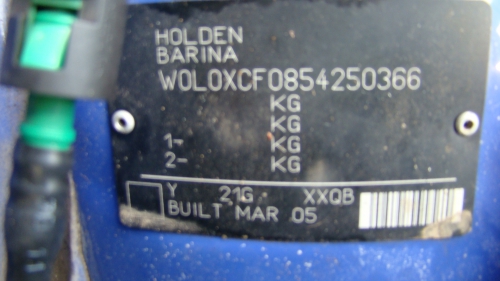 HOLDEN
BARINA
W0L0XCF0854250366
KG
KG
1- KG
2- KG
Y 21G XXQB
BUILT MAR 05